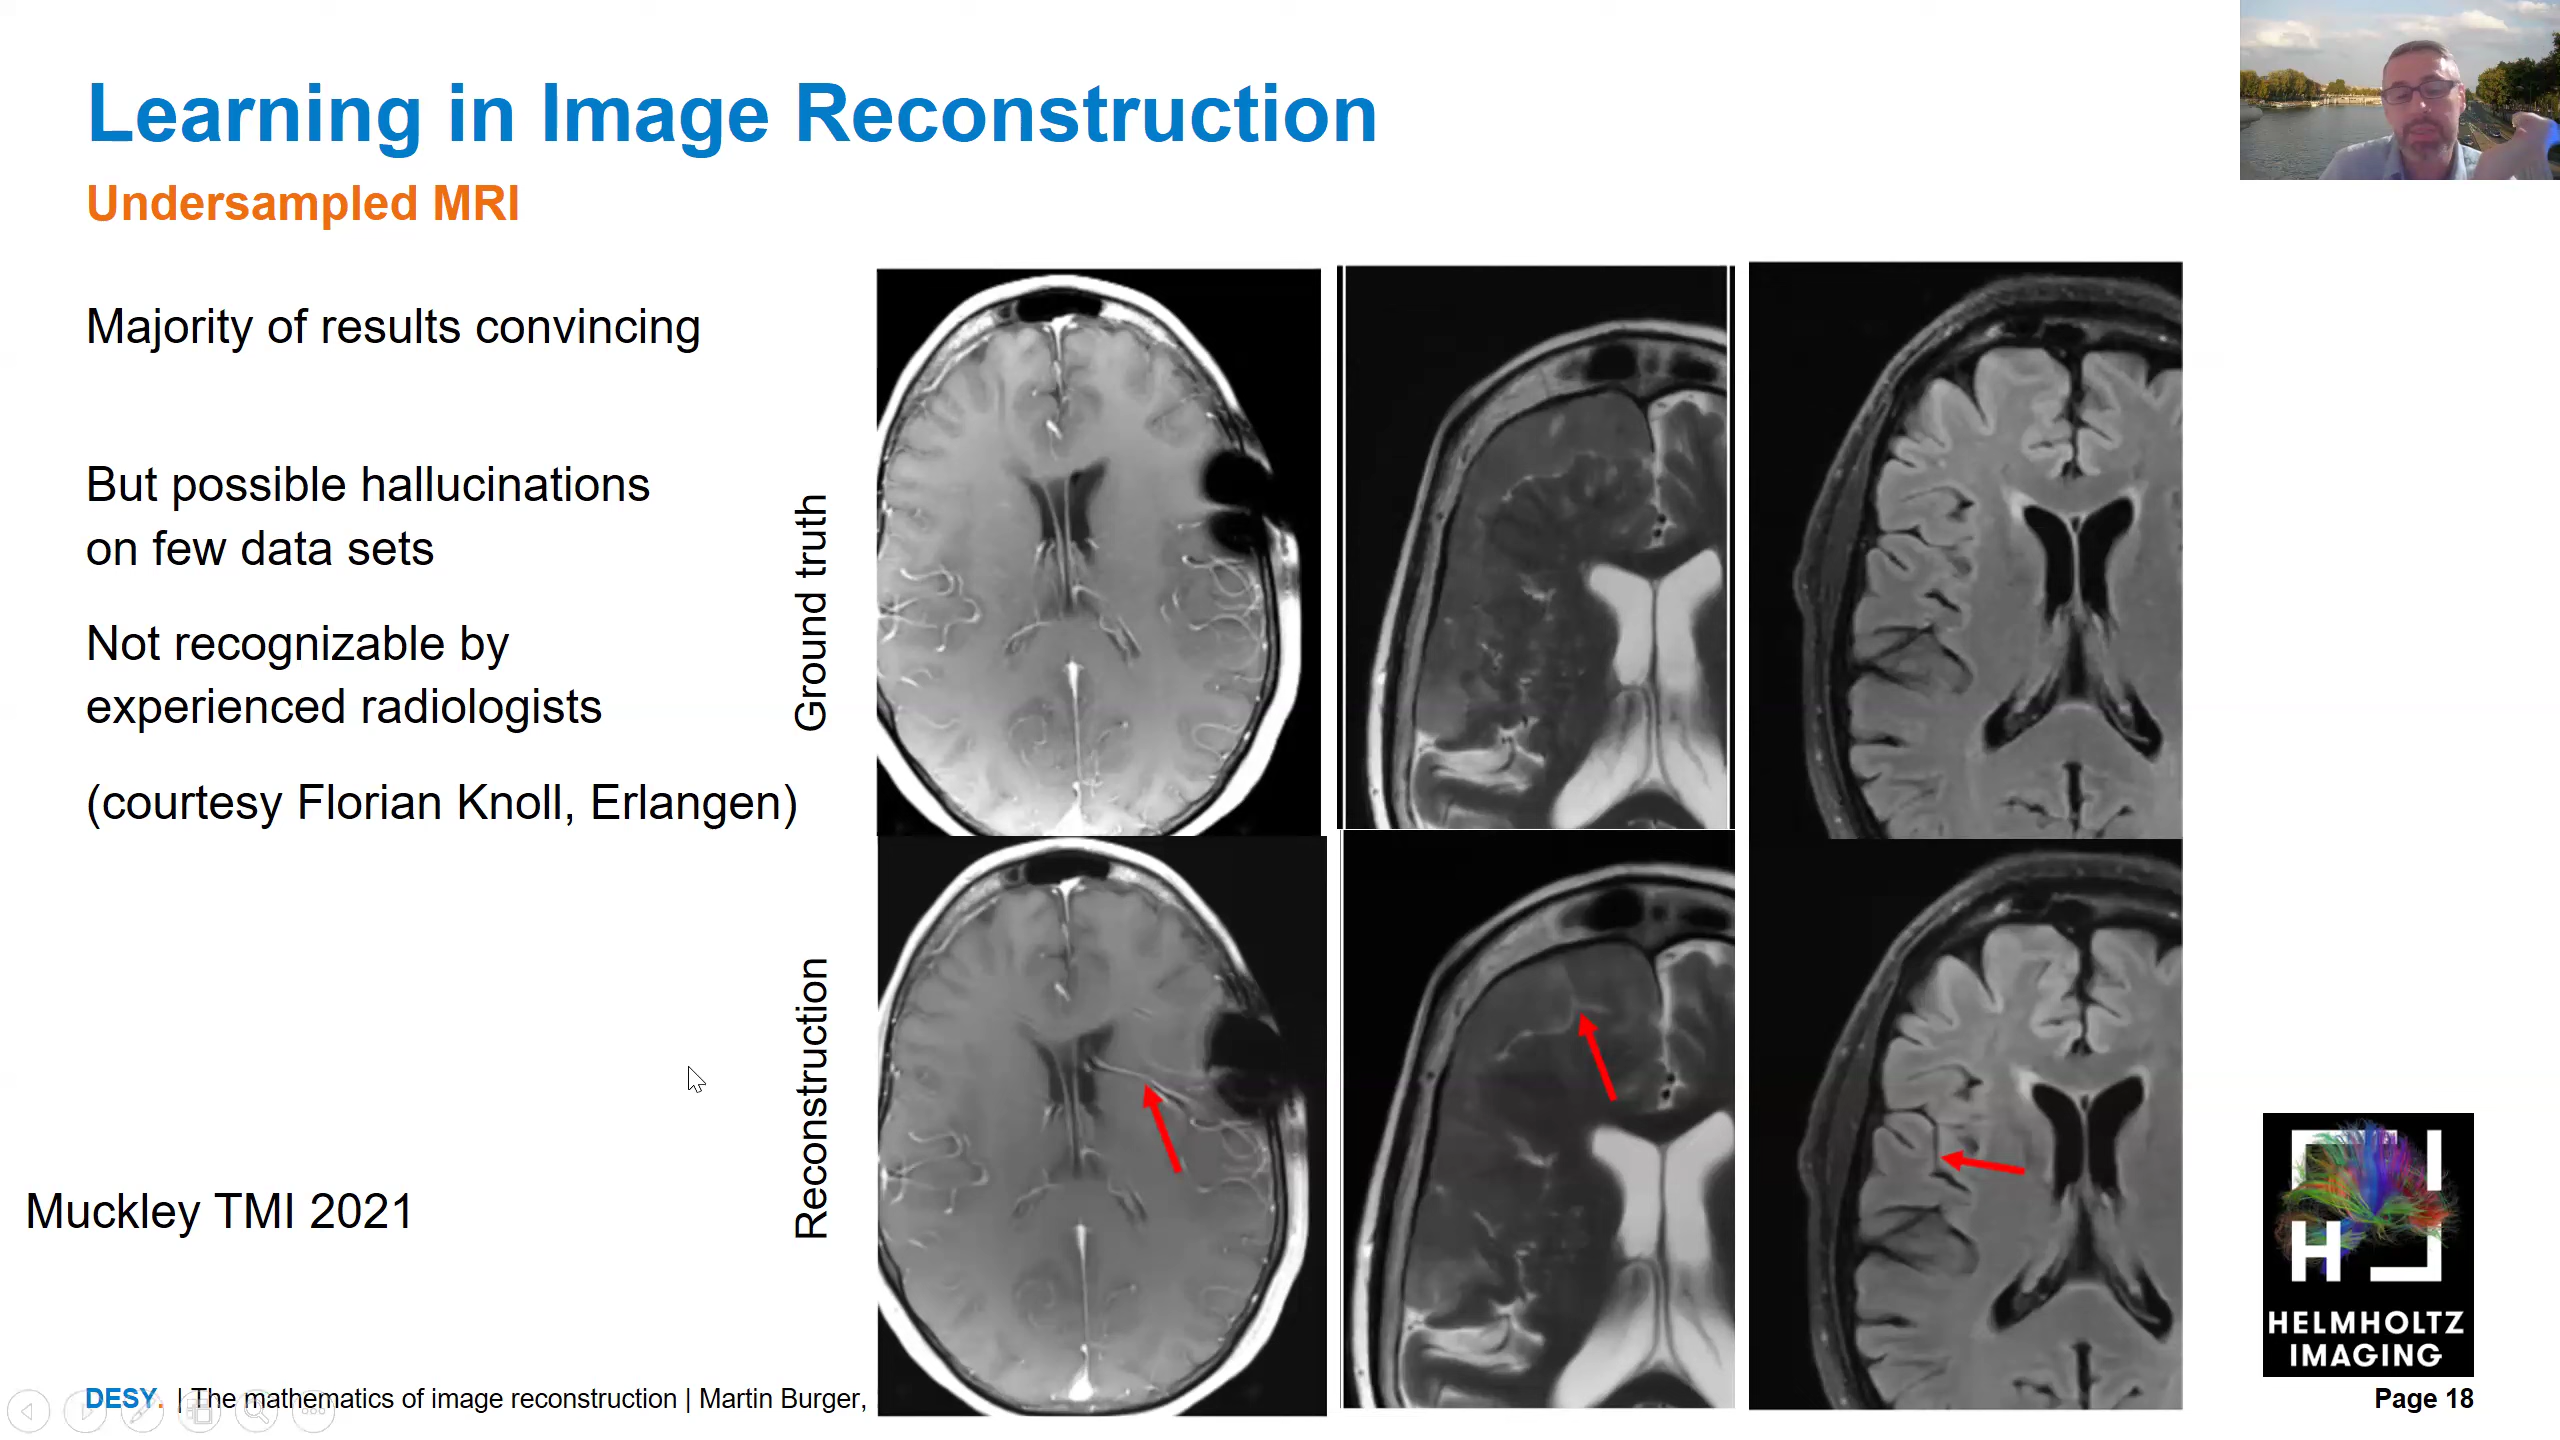 Learning in Image Reconstruction
Undersampled MRI
Majority of results convincing
But possible hallucinations
on few data sets
Not recognizable by
experienced radiologists
(courtesy Florian Knoll, Erlangen)
Ground truth
Reconstruction
Muckley TMI 2021
H
HELMHOLTZ
IMAGING
DESY. | The mathematics of image reconstruction | Martin Burger,
Page 18